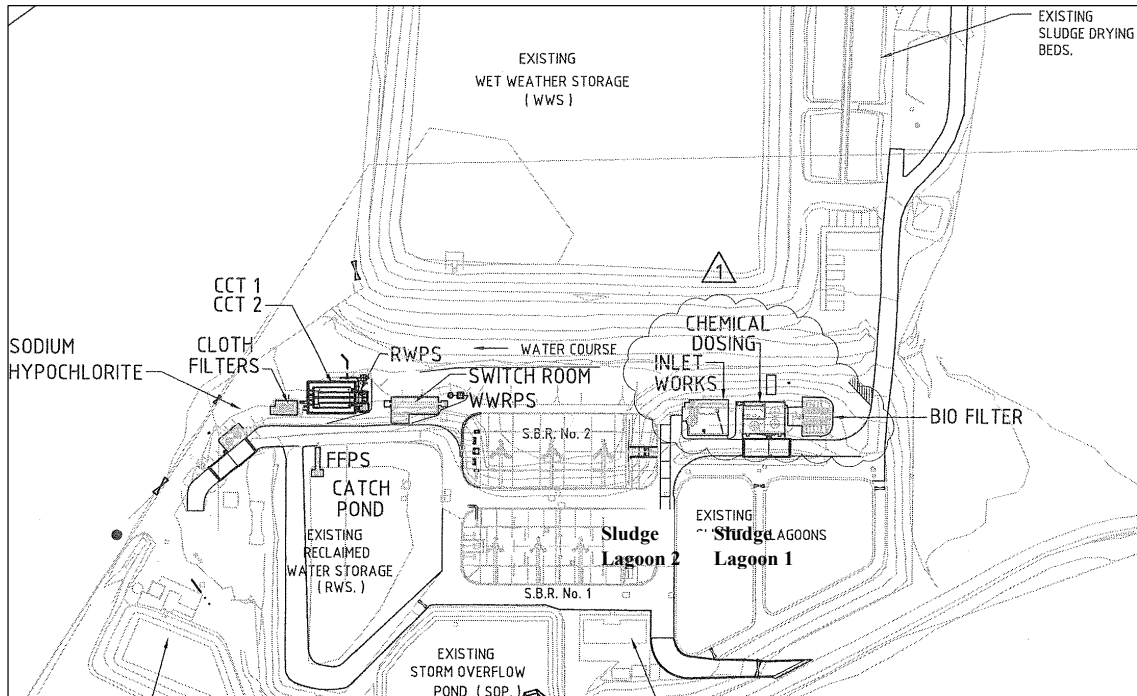 EXISTING
SLUDGE DRYING
BEDS.
EXISTING
WET WEATHER STORAGE
( WWS )
1
CCT 1
CCT 2
CLOTH
FILTERS
SODIUM
HYPOCHLORITE
RWPS
WATER COURSE
SWITCH ROOM
WWRPS
CHEMICAL
DOSING
INLET
WORKS
BIO FILTER
S.B.R. No. 2
FFPS
CATCH
POND
EXISTING
RECLAIMED
WATER STORAGE
( RWS. )
EXISTING
LAGOONS
Sludge
Lagoon 2
Sludge
Lagoon 1
S.B.R. No. 1
EXISTING
STORM OVERFLOW
POND ( SOP. )